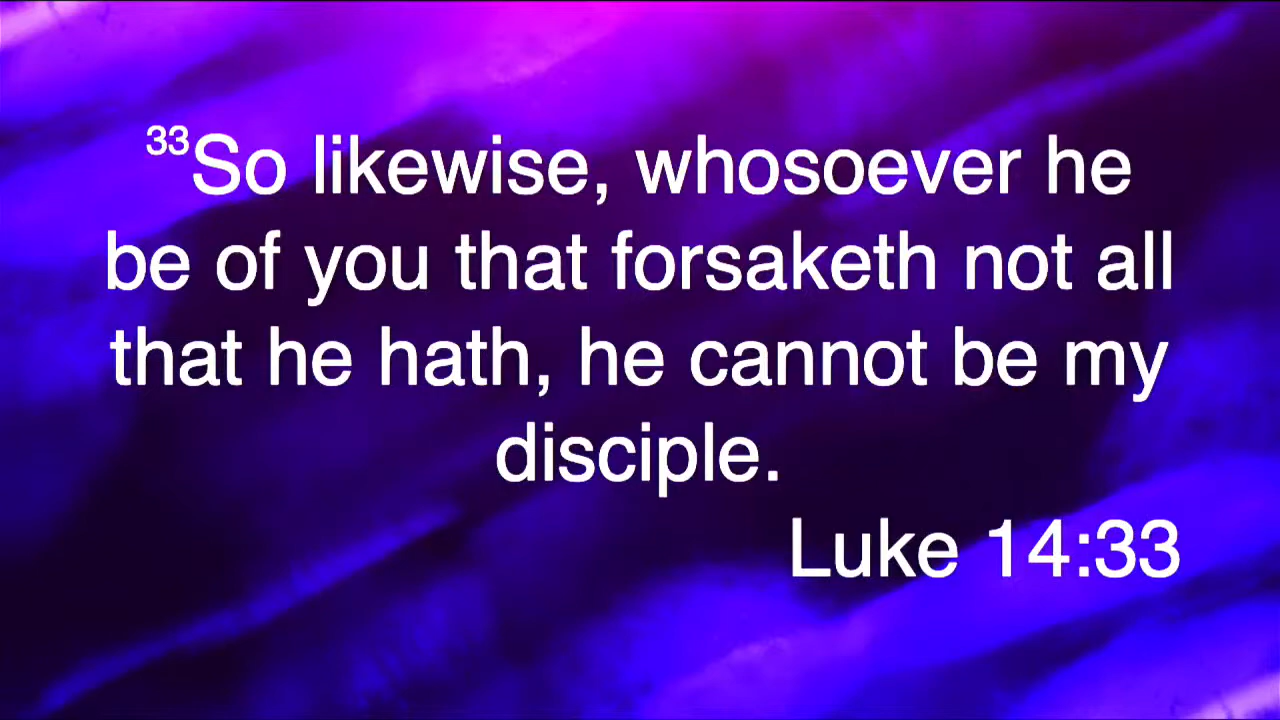 33So likewise, whosoever he
be of you that forsaketh not all
that he hath, he cannot be my
disciple.
Luke 14:33